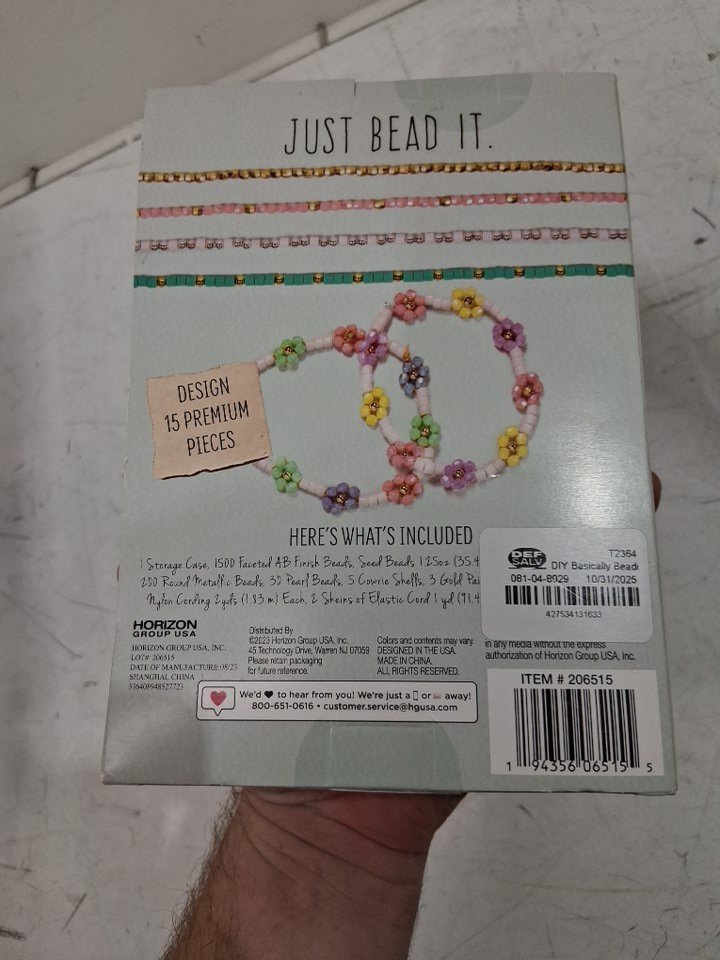 JUST BEAD IT.
DESIGN
15 PREMIUM
PIECES
HERE'S WHAT'S INCLUDED
1 Storage Case, 1500 Faceted AB Finish Beads, Seed Beads 1.25oz (35.4
200 Round Metallic Beads, 30 Pearl Beads, 5 Cowrie Shells, 3 Gold Pai
Nylon Cording 2yds (1.83 m) Each, 2 Skeins of Elastic Cord 1 yd (91.4
DEF
SALV
T2364
DIY Basically Beadi
081-04-8029 10/31/2025
427534131633
HORIZON
GROUP USA
HORIZON GROUP USA, INC.
LOT# 206515
DATE OF MANUFACTURE:08/23
SHANGHAI, CHINA
536408948527723
Distributed By
©2023 Horizon Group USA, Inc.
45 Technology Drive, Warren NJ 07059
Please retain packaging
for future reference.
Colors and contents may vary.
DESIGNED IN THE USA.
MADE IN CHINA.
ALL RIGHTS RESERVED.
in any media without the express
authorization of Horizon Group USA, Inc.
We'd ♥ to hear from you! We're just a or away!
800-651-0616 • customer.service@hgusa.com
ITEM # 206515
1 94356 06515 5